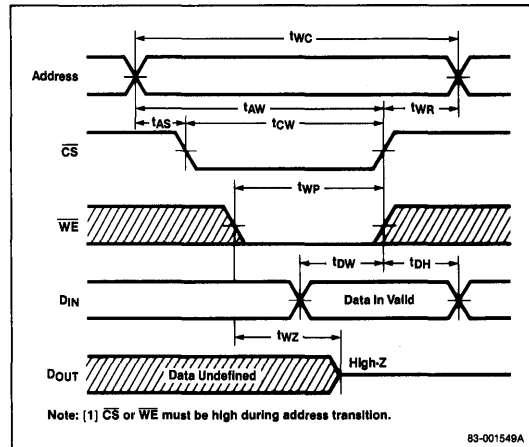 tWC
Address
tAW
tWR
tAS
tCW
CS
tWP
WE
tDW
tDH
DIN
Data In Valid
tWZ
High-Z
DOUT
Data Undefined
Note: [1] CS or WE must be high during address transition.
83-001549A